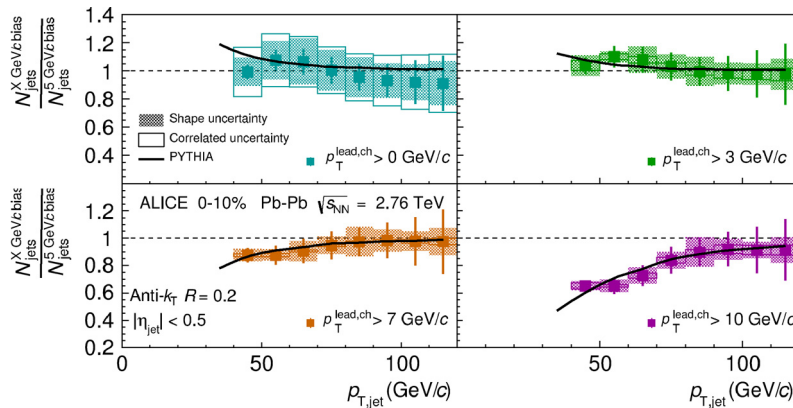 N_jets^X GeV/c bias / N_jets^5 GeV/c bias
1.4
1.2
1
0.8
0.6
0.4
Shape uncertainty
Correlated uncertainty
PYTHIA
p_T^lead,ch > 0 GeV/c
p_T^lead,ch > 3 GeV/c
N_jets^X GeV/c bias / N_jets^5 GeV/c bias
1.2
1
0.8
0.6
0.4
0.2
ALICE 0-10% Pb-Pb √s_NN = 2.76 TeV
Anti-k_T R = 0.2
|η_jet| < 0.5
p_T^lead,ch > 7 GeV/c
p_T^lead,ch > 10 GeV/c
0 50 100 50 100
p_T,jet (GeV/c) p_T,jet (GeV/c)